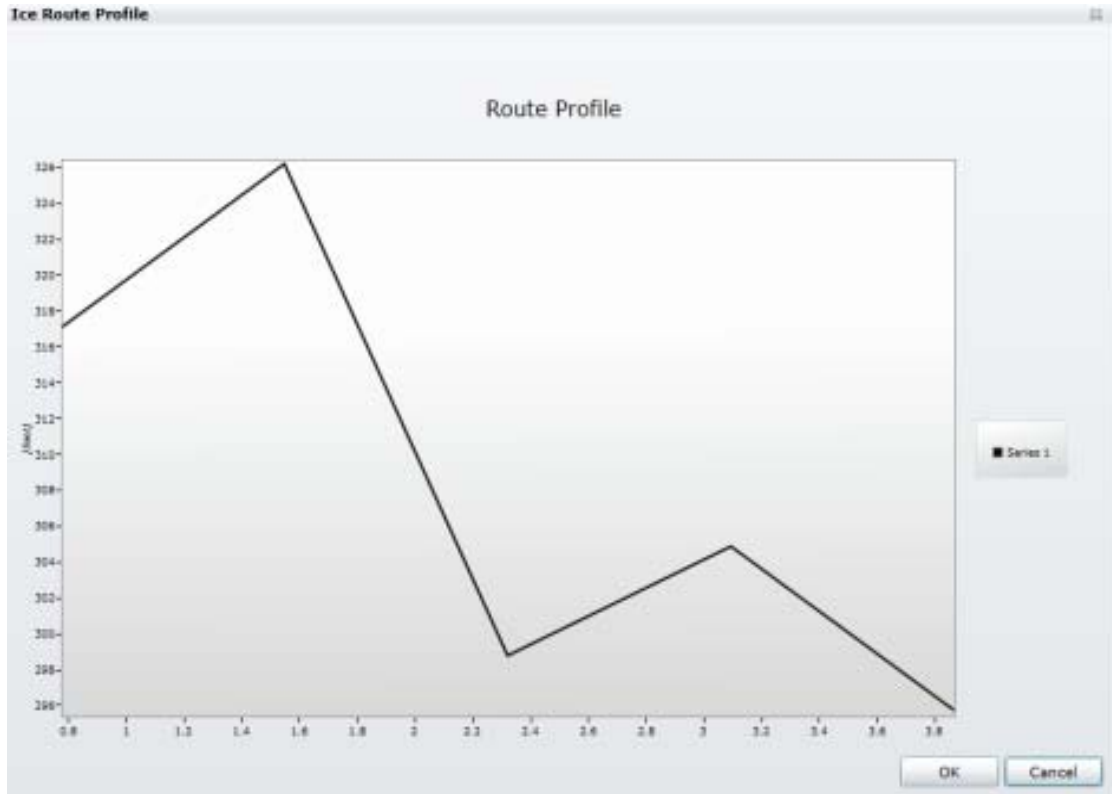 Ice Route Profile
Route Profile
326
324
322
320
318
316
314
312
310
308
306
304
302
300
298
296
[feet]
Series 1
0.8 1 1.2 1.4 1.6 1.8 2 2.2 2.4 2.6 2.8 3 3.2 3.4 3.6 3.8
OK Cancel